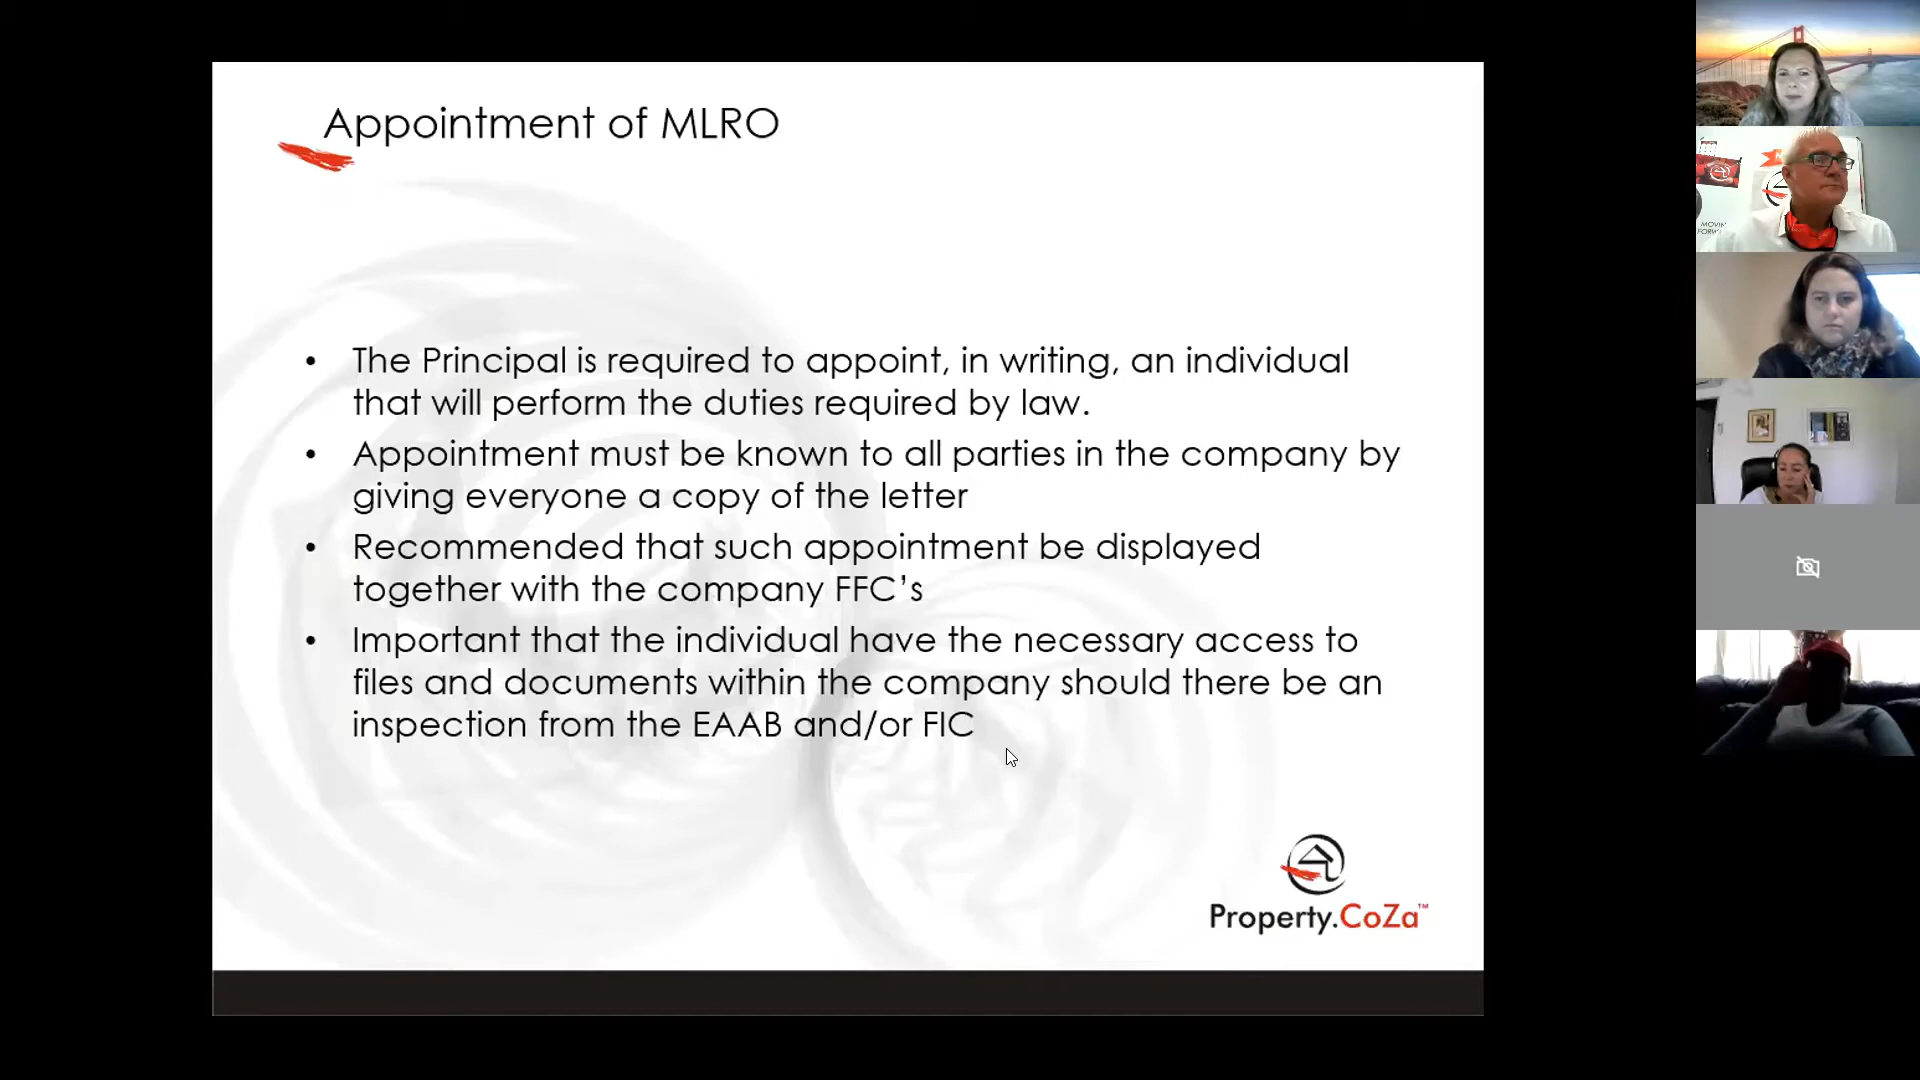 Appointment of MLRO
• The Principal is required to appoint, in writing, an individual
that will perform the duties required by law.
• Appointment must be known to all parties in the company by
giving everyone a copy of the letter
• Recommended that such appointment be displayed
together with the company FFC’s
• Important that the individual have the necessary access to
files and documents within the company should there be an
inspection from the EAAB and/or FIC
Property.CoZa™